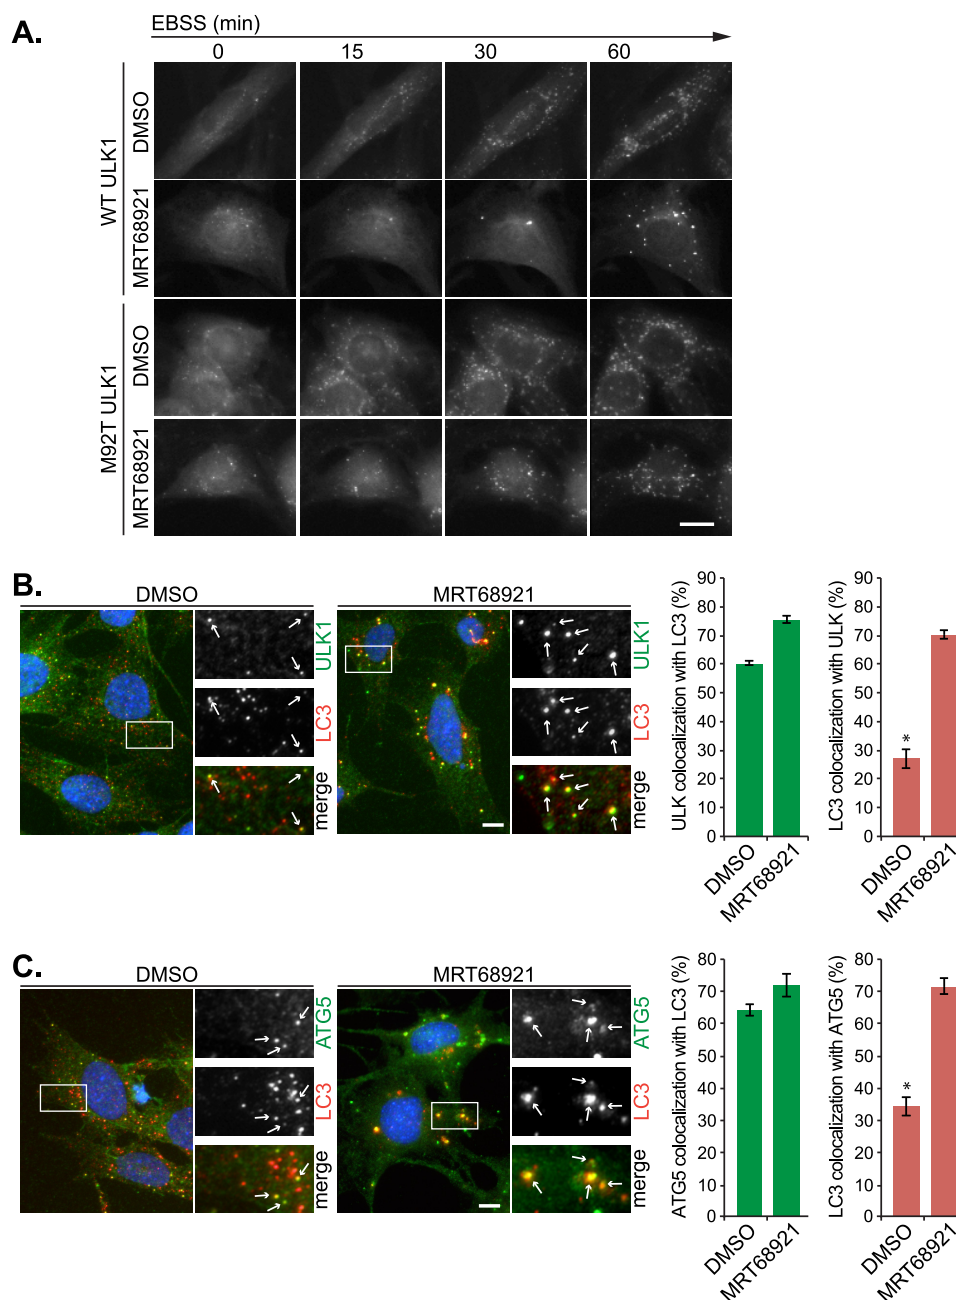 A.
EBSS (min)
0 15 30 60
WT ULK1
DMSO
MRT68921
M92T ULK1
DMSO
MRT68921
B.
DMSO
MRT68921
ULK1
LC3
merge
ULK1
LC3
merge
ULK colocalization with LC3 (%)
90
80
70
60
50
40
30
20
10
0
DMSO
MRT68921
LC3 colocalization with ULK (%)
90
80
70
60
50
40
30
20
10
0
*
DMSO
MRT68921
C.
DMSO
MRT68921
ATG5
LC3
merge
ATG5
LC3
merge
ATG5 colocalization with LC3 (%)
80
70
60
50
40
30
20
10
0
DMSO
MRT68921
LC3 colocalization with ATG5 (%)
80
70
60
50
40
30
20
10
0
*
DMSO
MRT68921